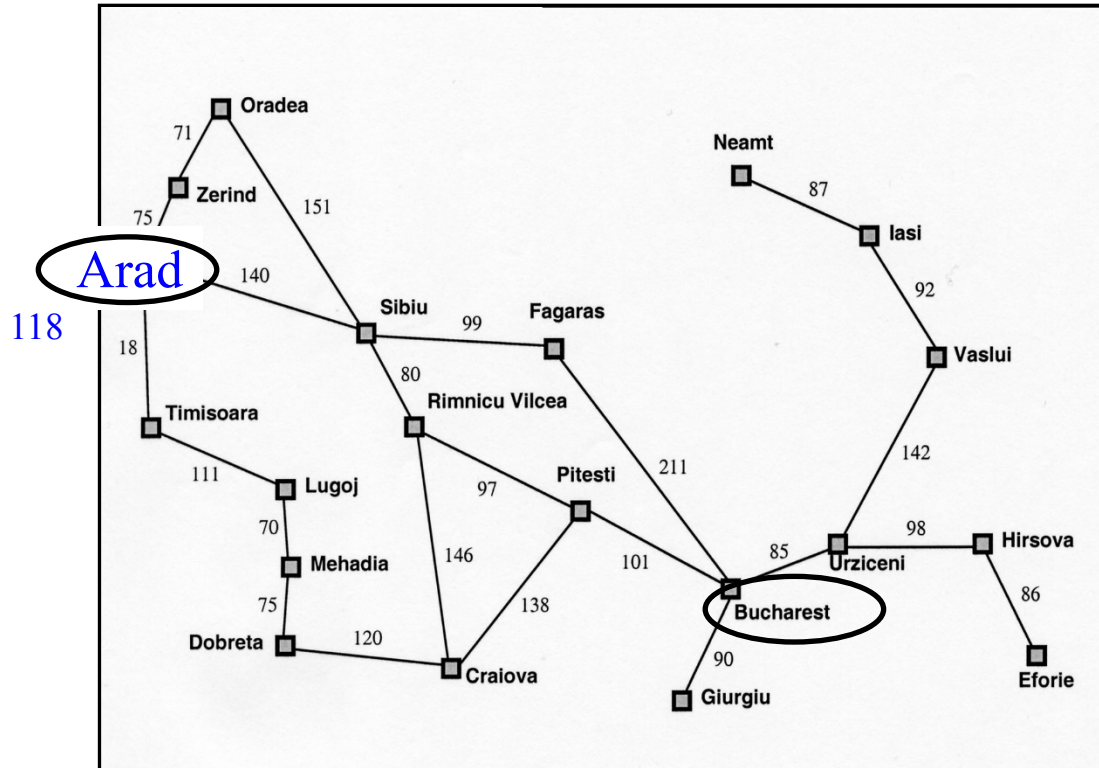 Oradea
71
Neamt
87
Zerind
151
75
Iasi
Arad
140
92
Sibiu
Fagaras
118
99
18
Vaslui
80
Timisoara
Rimnicu Vilcea
142
111
Lugoj
97
Pitesti
211
70
Mehadia
146
101
85
98
Hirsova
Urziceni
75
138
Bucharest
86
Dobreta
120
Craiova
90
Giurgiu
Eforie